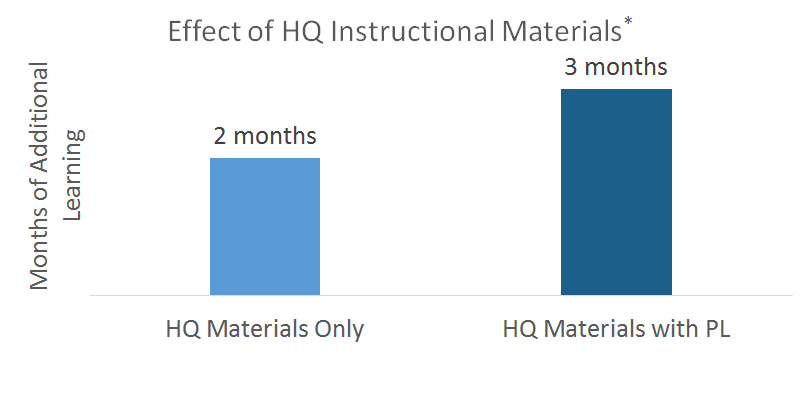 Effect of HQ Instructional Materials*
3 months
2 months
Months of Additional
Learning
HQ Materials Only
HQ Materials with PL